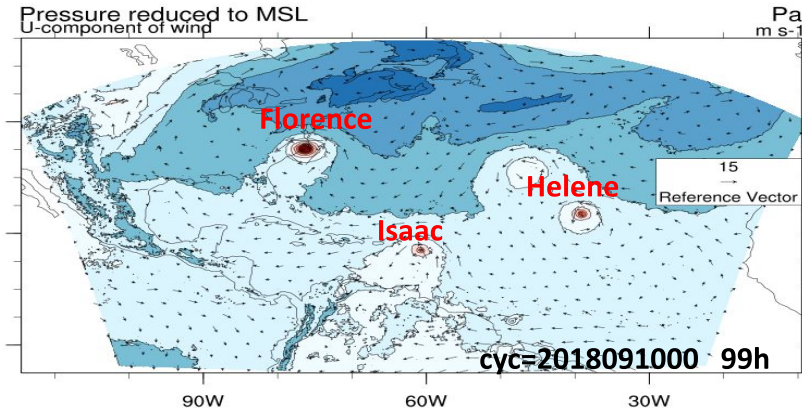 Pressure reduced to MSL
Pa
U-component of wind
m s-1
Florence
15
Reference Vector
Helene
Isaac
cyc=2018091000 99h
90W
60W
30W